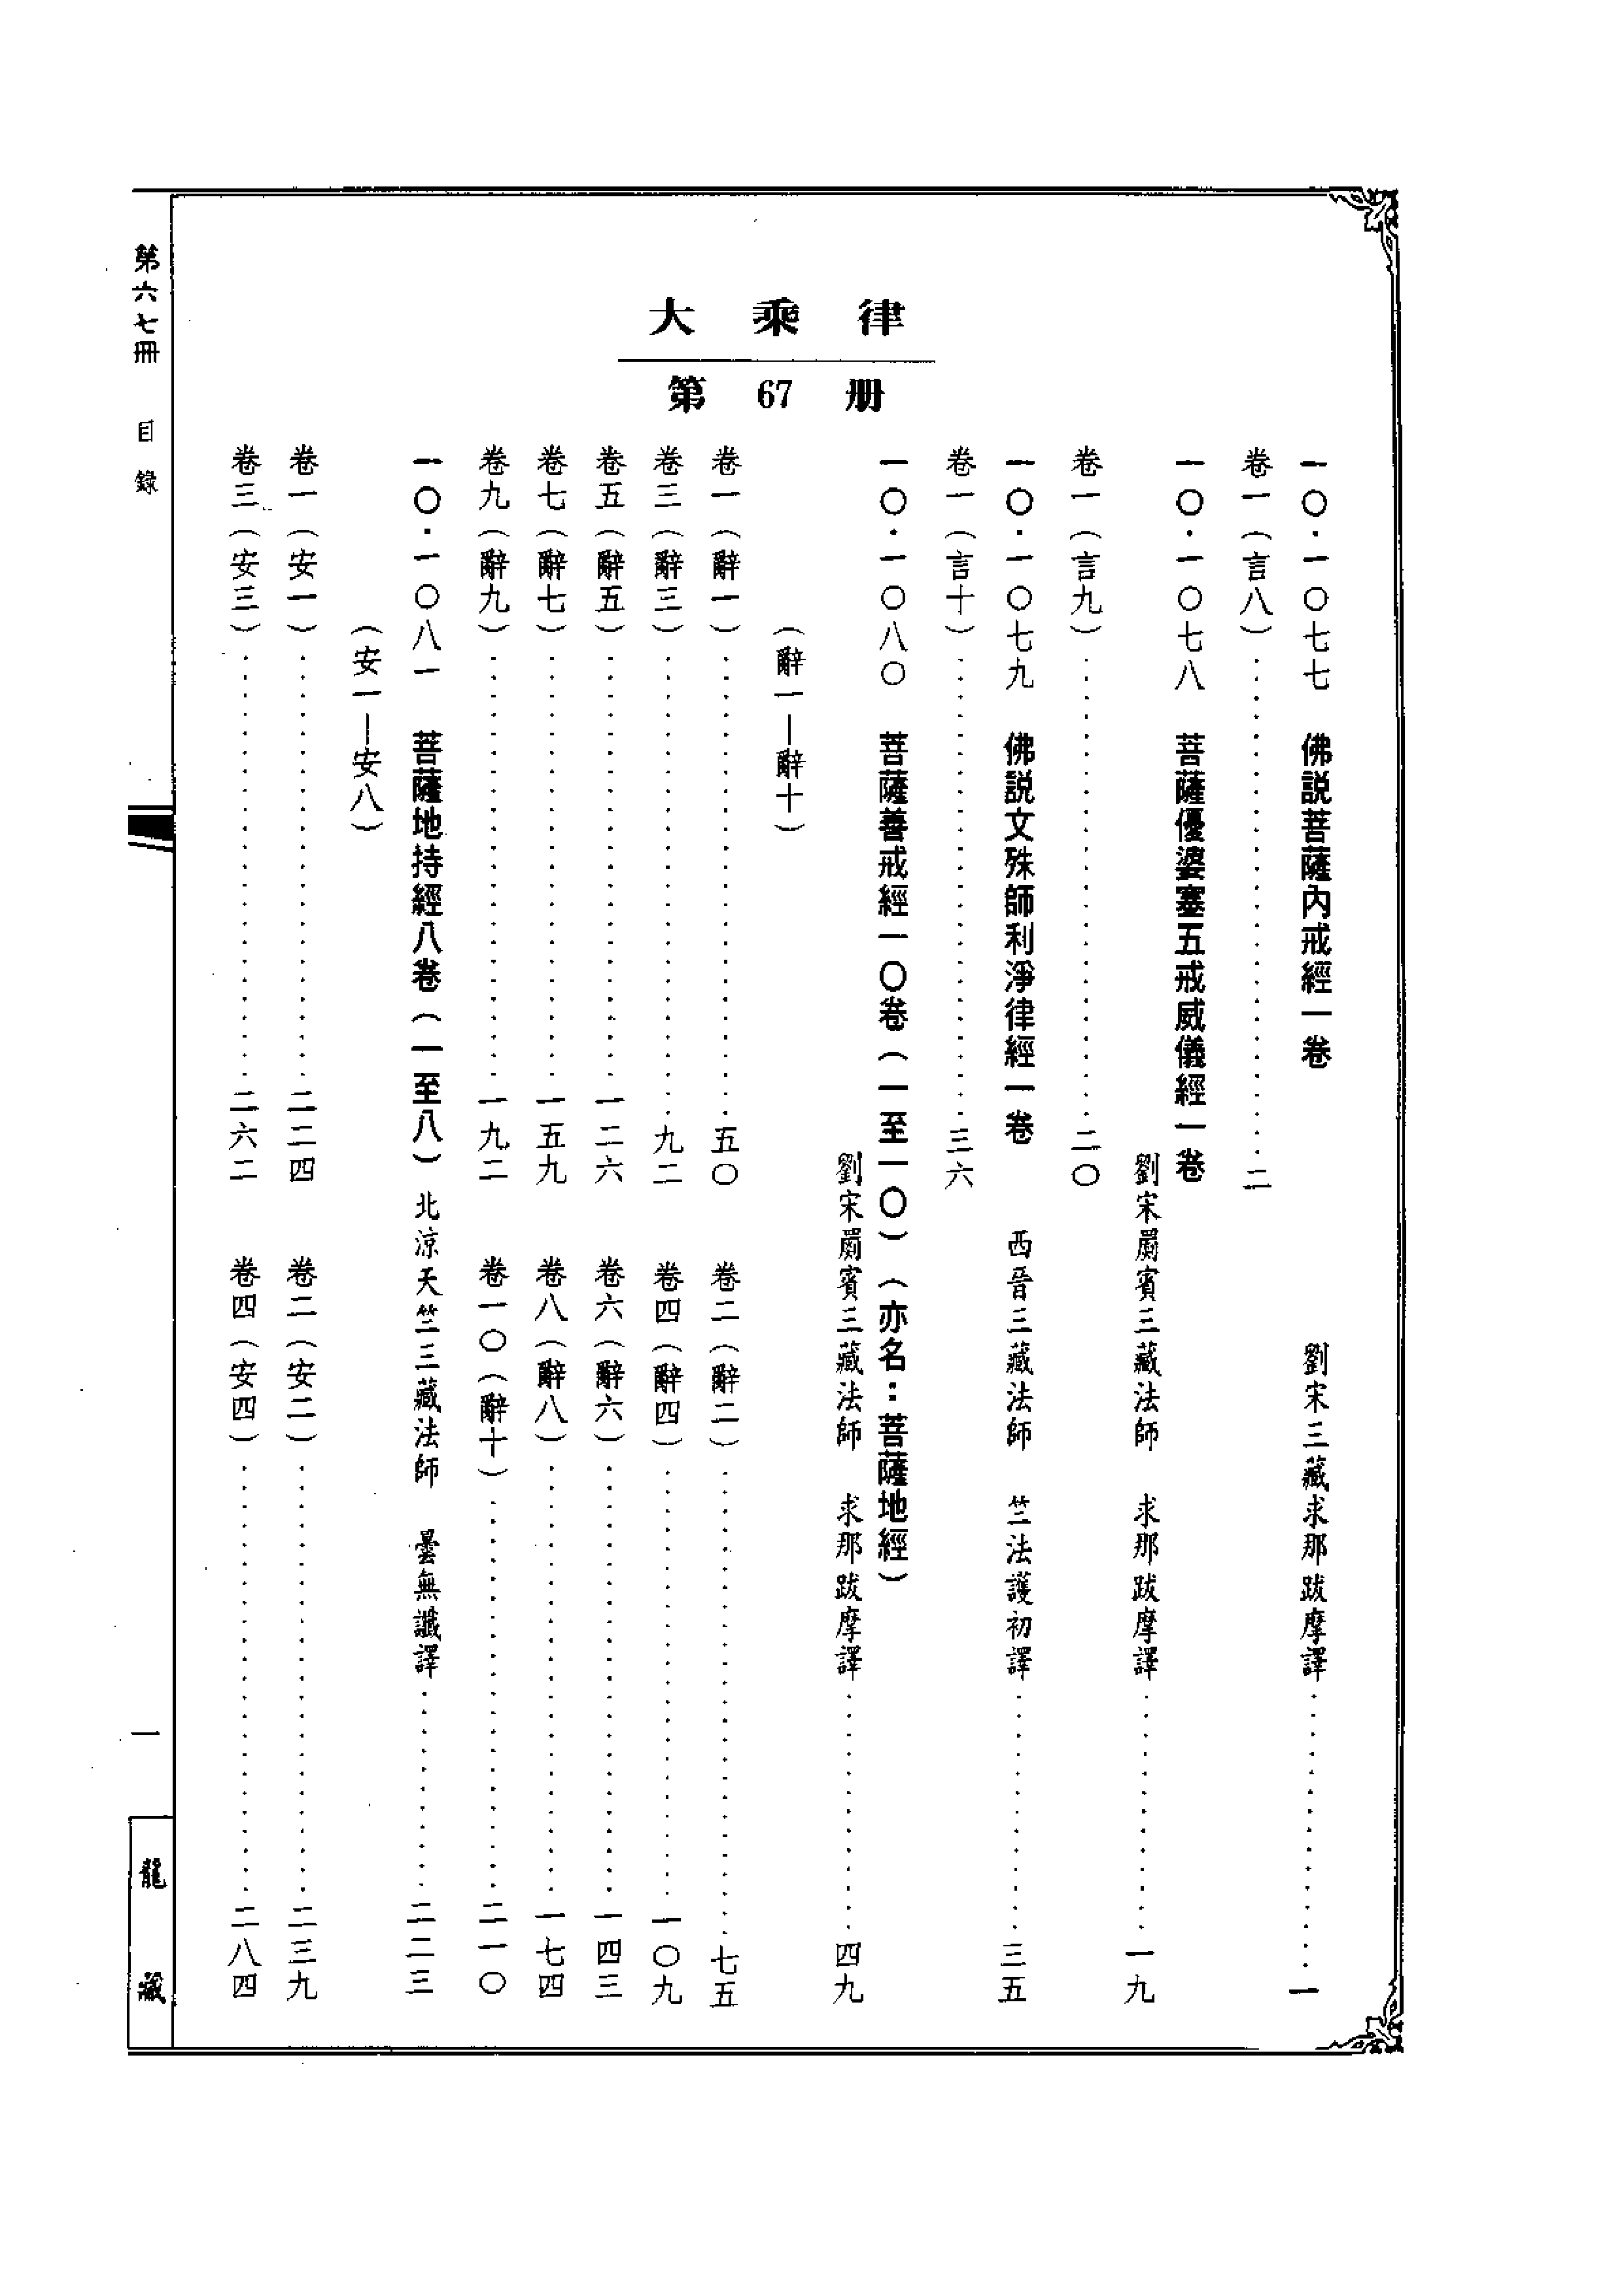 大乘律
第67册
一〇·一〇七七 佛説菩薩內戒經一卷 劉宋三藏求那跋摩譯……一
卷一(言八)……二
一〇·一〇七八 菩薩優婆塞五戒威儀經一卷
劉宋罽賓三藏法師 求那跋摩譯……一九
卷一(言九)……二〇
一〇·一〇七九 佛説文殊師利淨律經一卷 西晉三藏法師 竺法護初譯……三五
卷一(言十)……三六
一〇·一〇八〇 菩薩善戒經一〇卷(一至一〇)(亦名：菩薩地經)
劉宋罽賓三藏法師 求那跋摩譯……四九
(辭一—辭十)
卷一(辭一)……五〇 卷二(辭二)……七五
卷三(辭三)……九二 卷四(辭四)……一〇九
卷五(辭五)……一二六 卷六(辭六)……一四三
卷七(辭七)……一五九 卷八(辭八)……一七四
卷九(辭九)……一九二 卷一〇(辭十)……二一〇
一〇·一〇八一 菩薩地持經八卷(一至八)北涼天竺三藏法師 曇無讖譯……二二三
(安一—安八)
卷一(安一)……二二四 卷二(安二)……二三九
卷三(安三)……二六二 卷四(安四)……二八四
第六七冊 目錄
一
龍藏